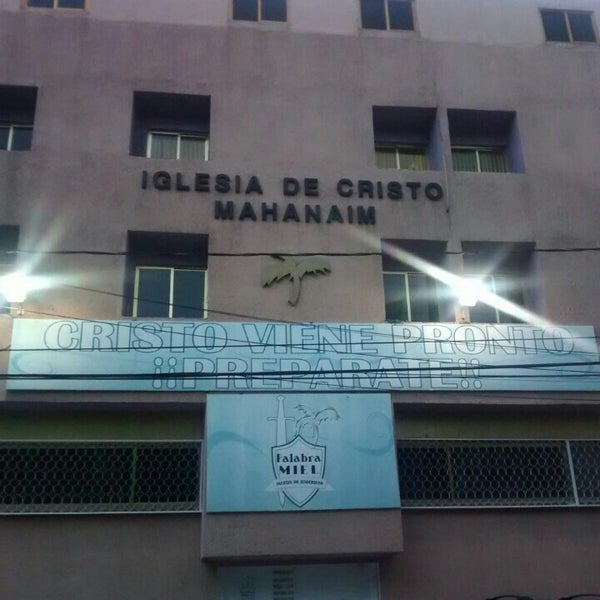 IGLESIA DE CRISTO
MAHANAIM
CRISTO VIENE PRONTO
¡¡PREPARATE!!
Palabra
MIEL